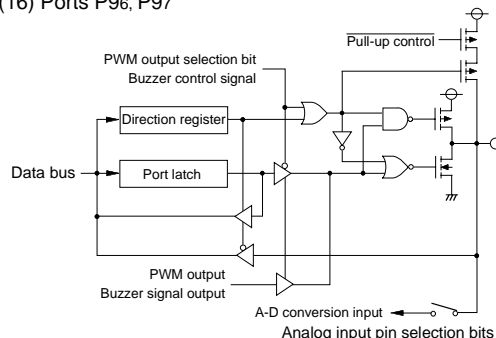 (16) Ports P96, P97
Pull-up control
PWM output selection bit
Buzzer control signal
Direction register
Data bus
Port latch
PWM output
Buzzer signal output
A-D conversion input
Analog input pin selection bits